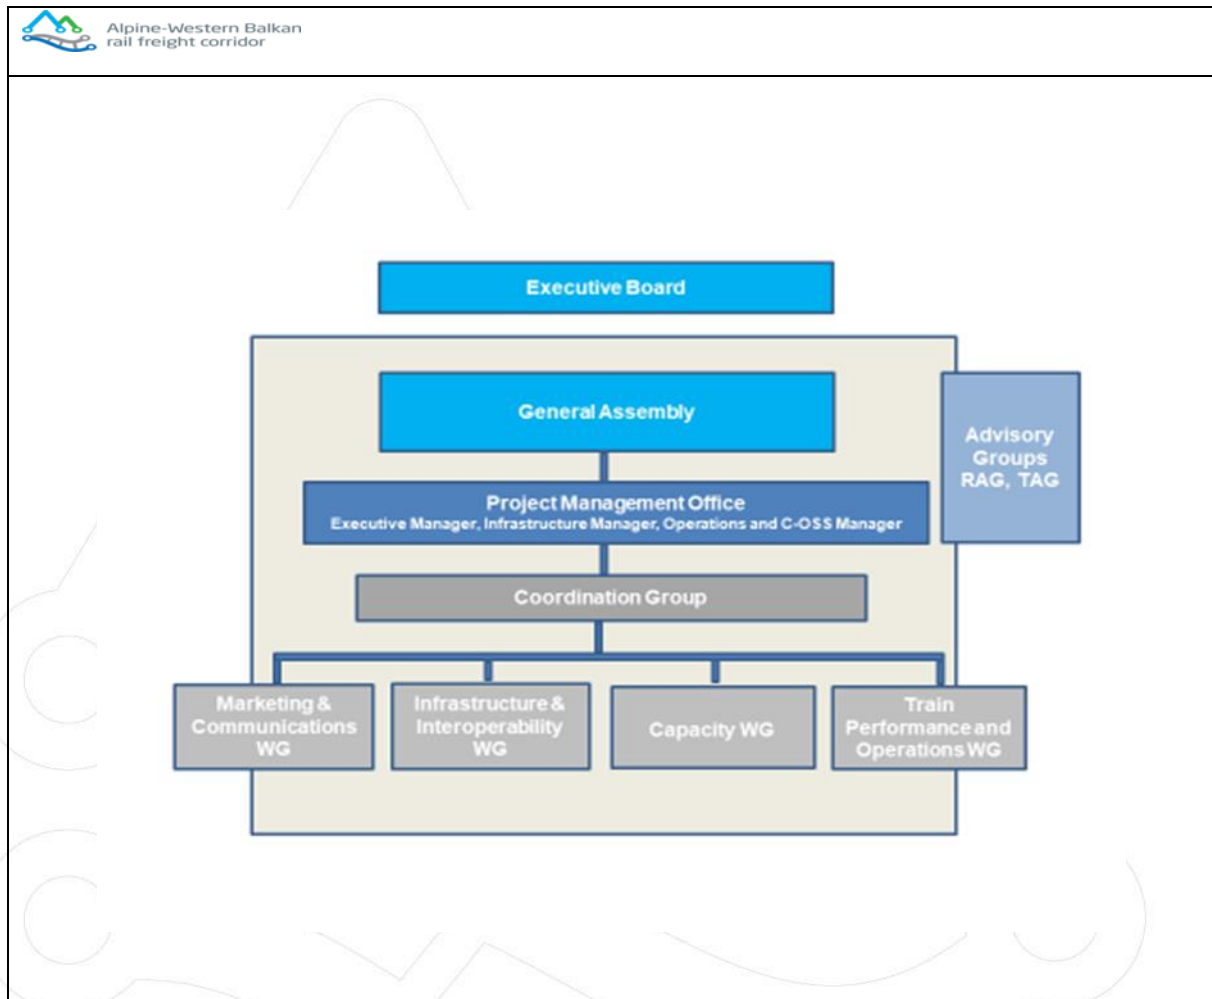 Alpine-Western Balkan
rail freight corridor
Executive Board
General Assembly
Advisory
Groups
RAG, TAG
Project Management Office
Executive Manager, Infrastructure Manager, Operations and C-OSS Manager
Coordination Group
Marketing &
Communications
WG
Infrastructure &
Interoperability
WG
Capacity WG
Train
Performance and
Operations WG